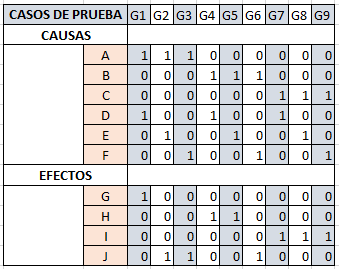 CASOS DE PRUEBA G1 G2 G3 G4 G5 G6 G7 G8 G9
CAUSAS
A 1 1 1 0 0 0 0 0 0
B 0 0 0 1 1 1 0 0 0
C 0 0 0 0 0 0 1 1 1
D 1 0 0 1 0 0 1 0 0
E 0 1 0 0 1 0 0 1 0
F 0 0 1 0 0 1 0 0 1
EFECTOS
G 1 0 0 0 0 0 0 0 0
H 0 0 0 1 1 0 0 0 0
I 0 0 0 0 0 0 1 1 1
J 0 1 1 0 0 1 0 0 0